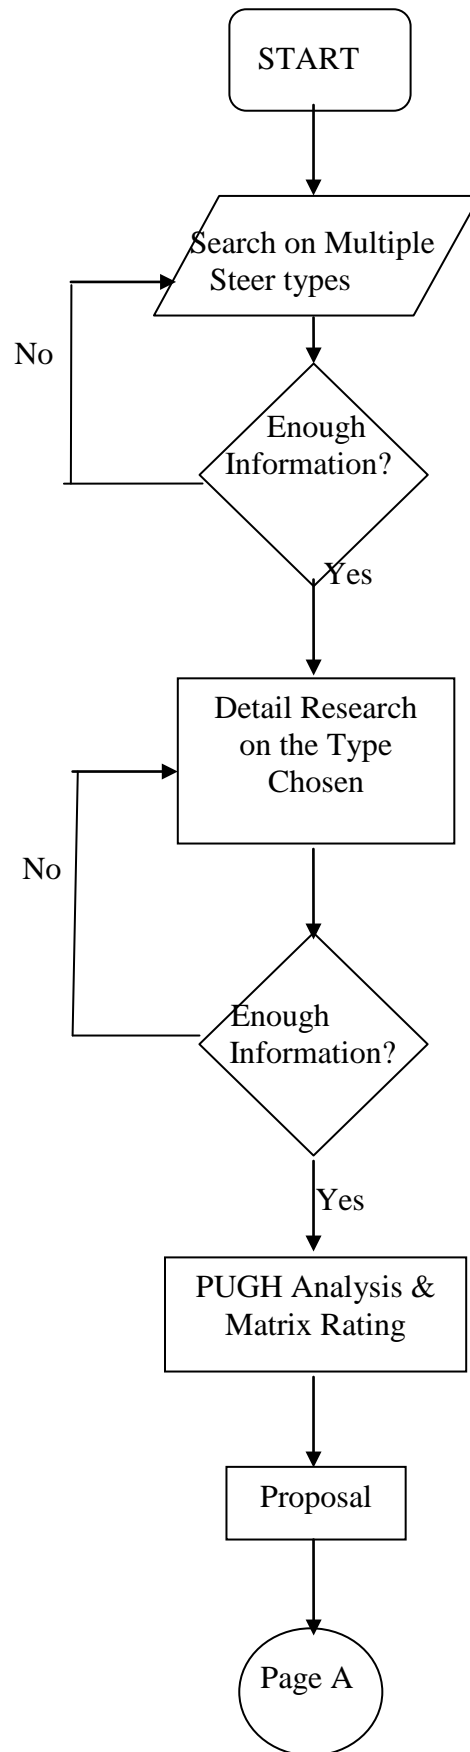 START
Search on Multiple
Steer types
No
Enough
Information?
Yes
Detail Research
on the Type
Chosen
No
Enough
Information?
Yes
PUGH Analysis &
Matrix Rating
Proposal
Page A